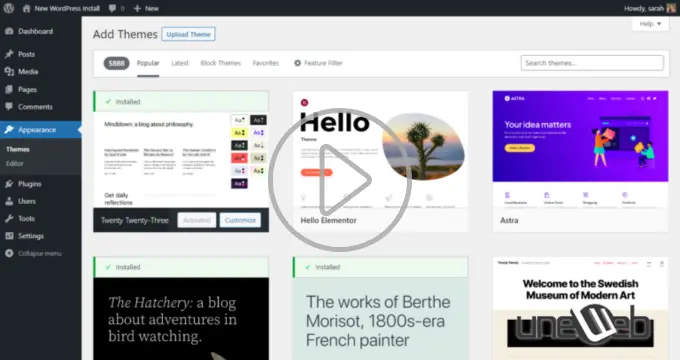 New WordPress Install 0 New
Howdy, sarah
Help
Dashboard
Posts
Media
Pages
Comments
Appearance
Themes
Editor
Plugins
Users
Tools
Settings
Collapse menu
Add Themes Upload Theme
5888 Popular Latest Block Themes Favorites Feature Filter
Search themes...
Installed
Mindblown: a blog about philosophy.
Get daily
reflections
Twenty Twenty-Three Activated Customize
Hello
Theme
Hello Elementor
ASTRA
Your idea matters
Astra
Installed
The Hatchery: a blog
about adventures in
bird watching.
Installed
The works of Berthe
Morisot, 1800s-era
French painter
Welcome to the Swedish
Museum of Modern Art
uneweb